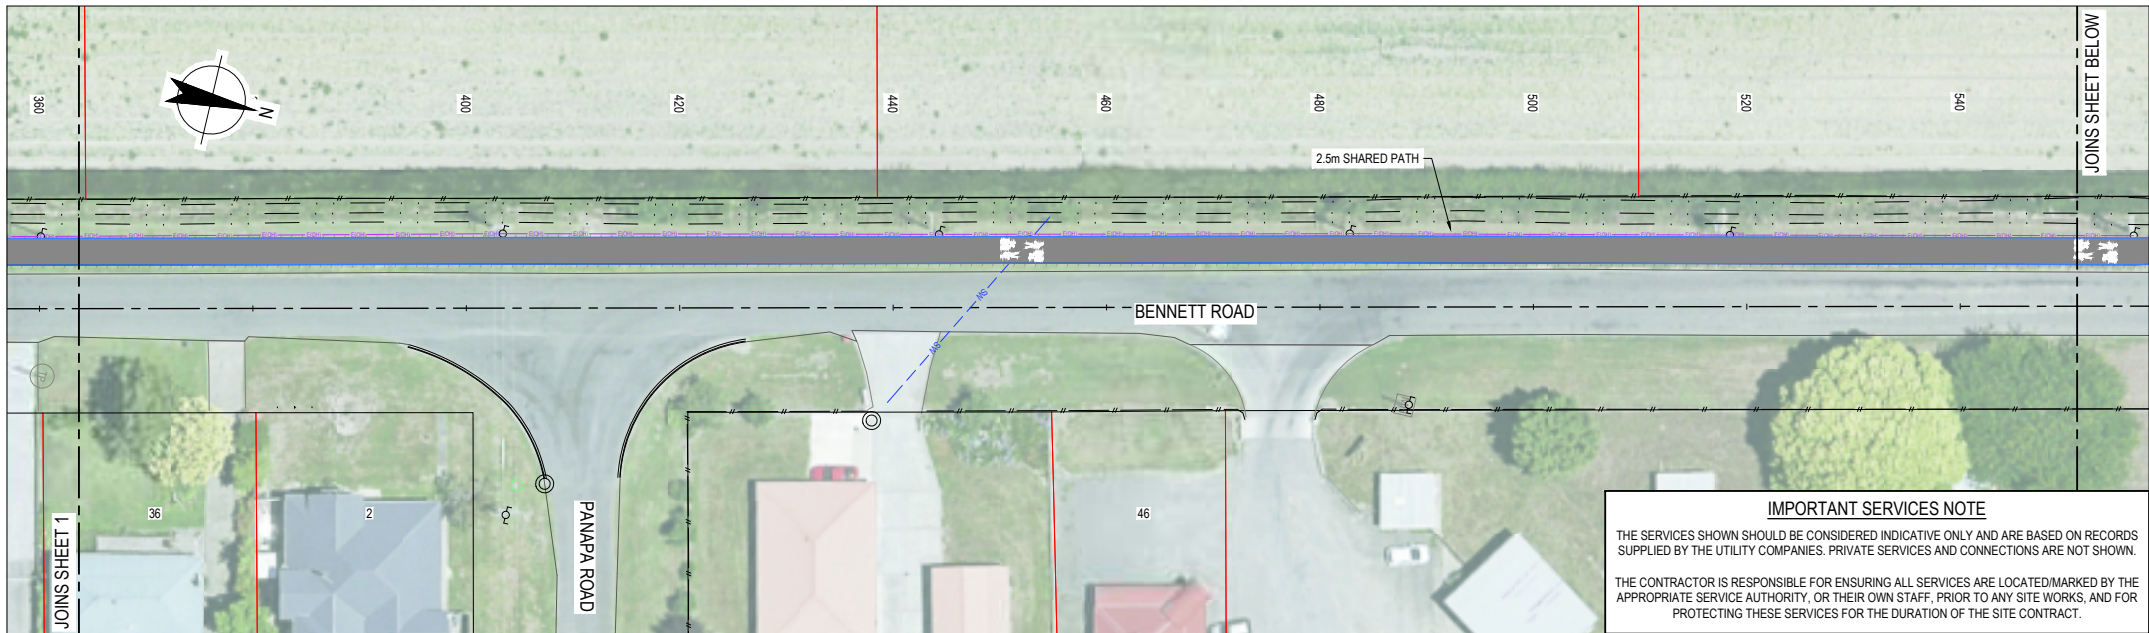 JOINS SHEET BELOW
N
360
400
420
440
460
480
500
520
540
2.5m SHARED PATH
SW
BENNETT ROAD
SW
TP
36
2
46
PANAPA ROAD
JOINS SHEET 1
IMPORTANT SERVICES NOTE
THE SERVICES SHOWN SHOULD BE CONSIDERED INDICATIVE ONLY AND ARE BASED ON RECORDS
SUPPLIED BY THE UTILITY COMPANIES. PRIVATE SERVICES AND CONNECTIONS ARE NOT SHOWN.
THE CONTRACTOR IS RESPONSIBLE FOR ENSURING ALL SERVICES ARE LOCATED/MARKED BY THE
APPROPRIATE SERVICE AUTHORITY, OR THEIR OWN STAFF, PRIOR TO ANY SITE WORKS, AND FOR
PROTECTING THESE SERVICES FOR THE DURATION OF THE SITE CONTRACT.